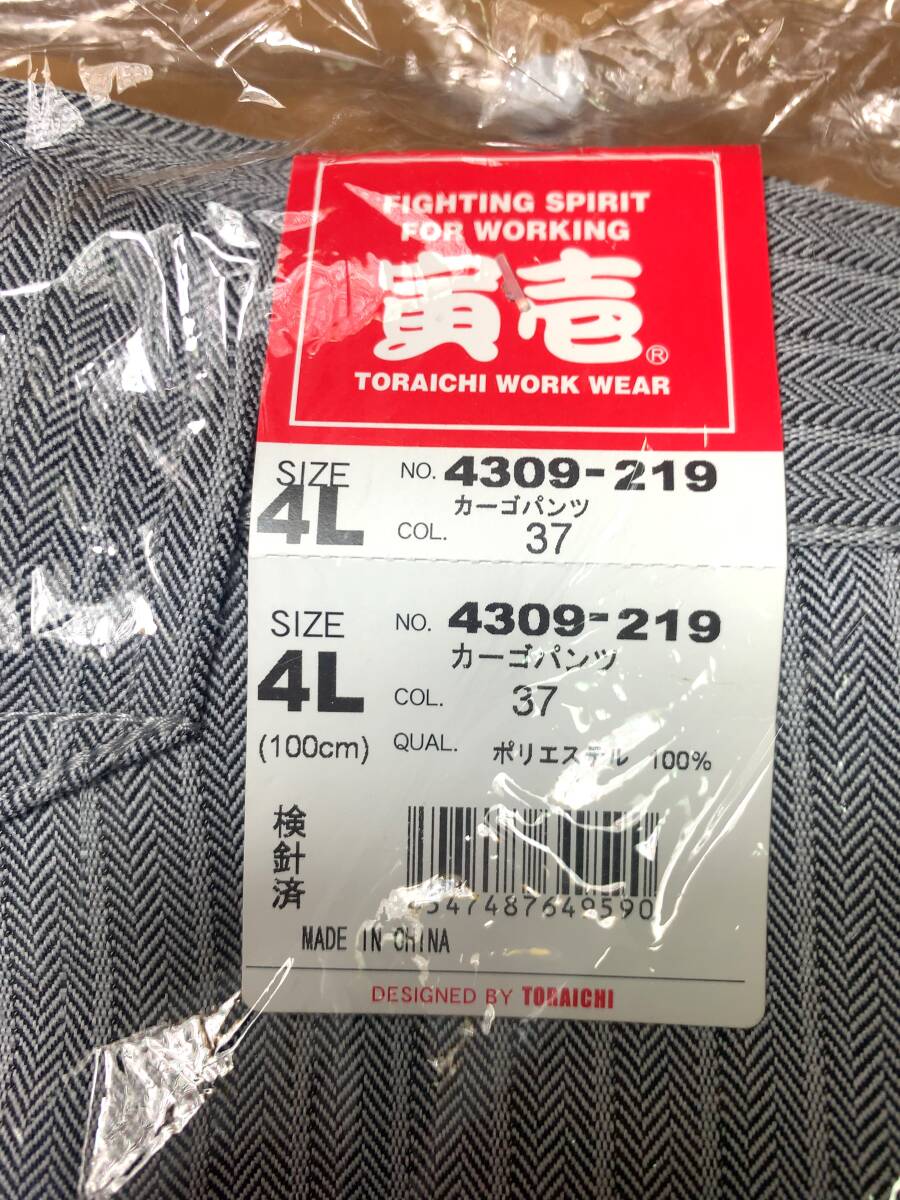 FIGHTING SPIRIT
FOR WORKING
寅壱®
TORAICHI WORK WEAR
SIZE NO. 4309-219
カーゴパンツ
4L COL. 37
SIZE NO. 4309-219
カーゴパンツ
4L COL. 37
(100cm) QUAL. ポリエステル 100%
検針済
4547487649590
MADE IN CHINA
DESIGNED BY TORAICHI